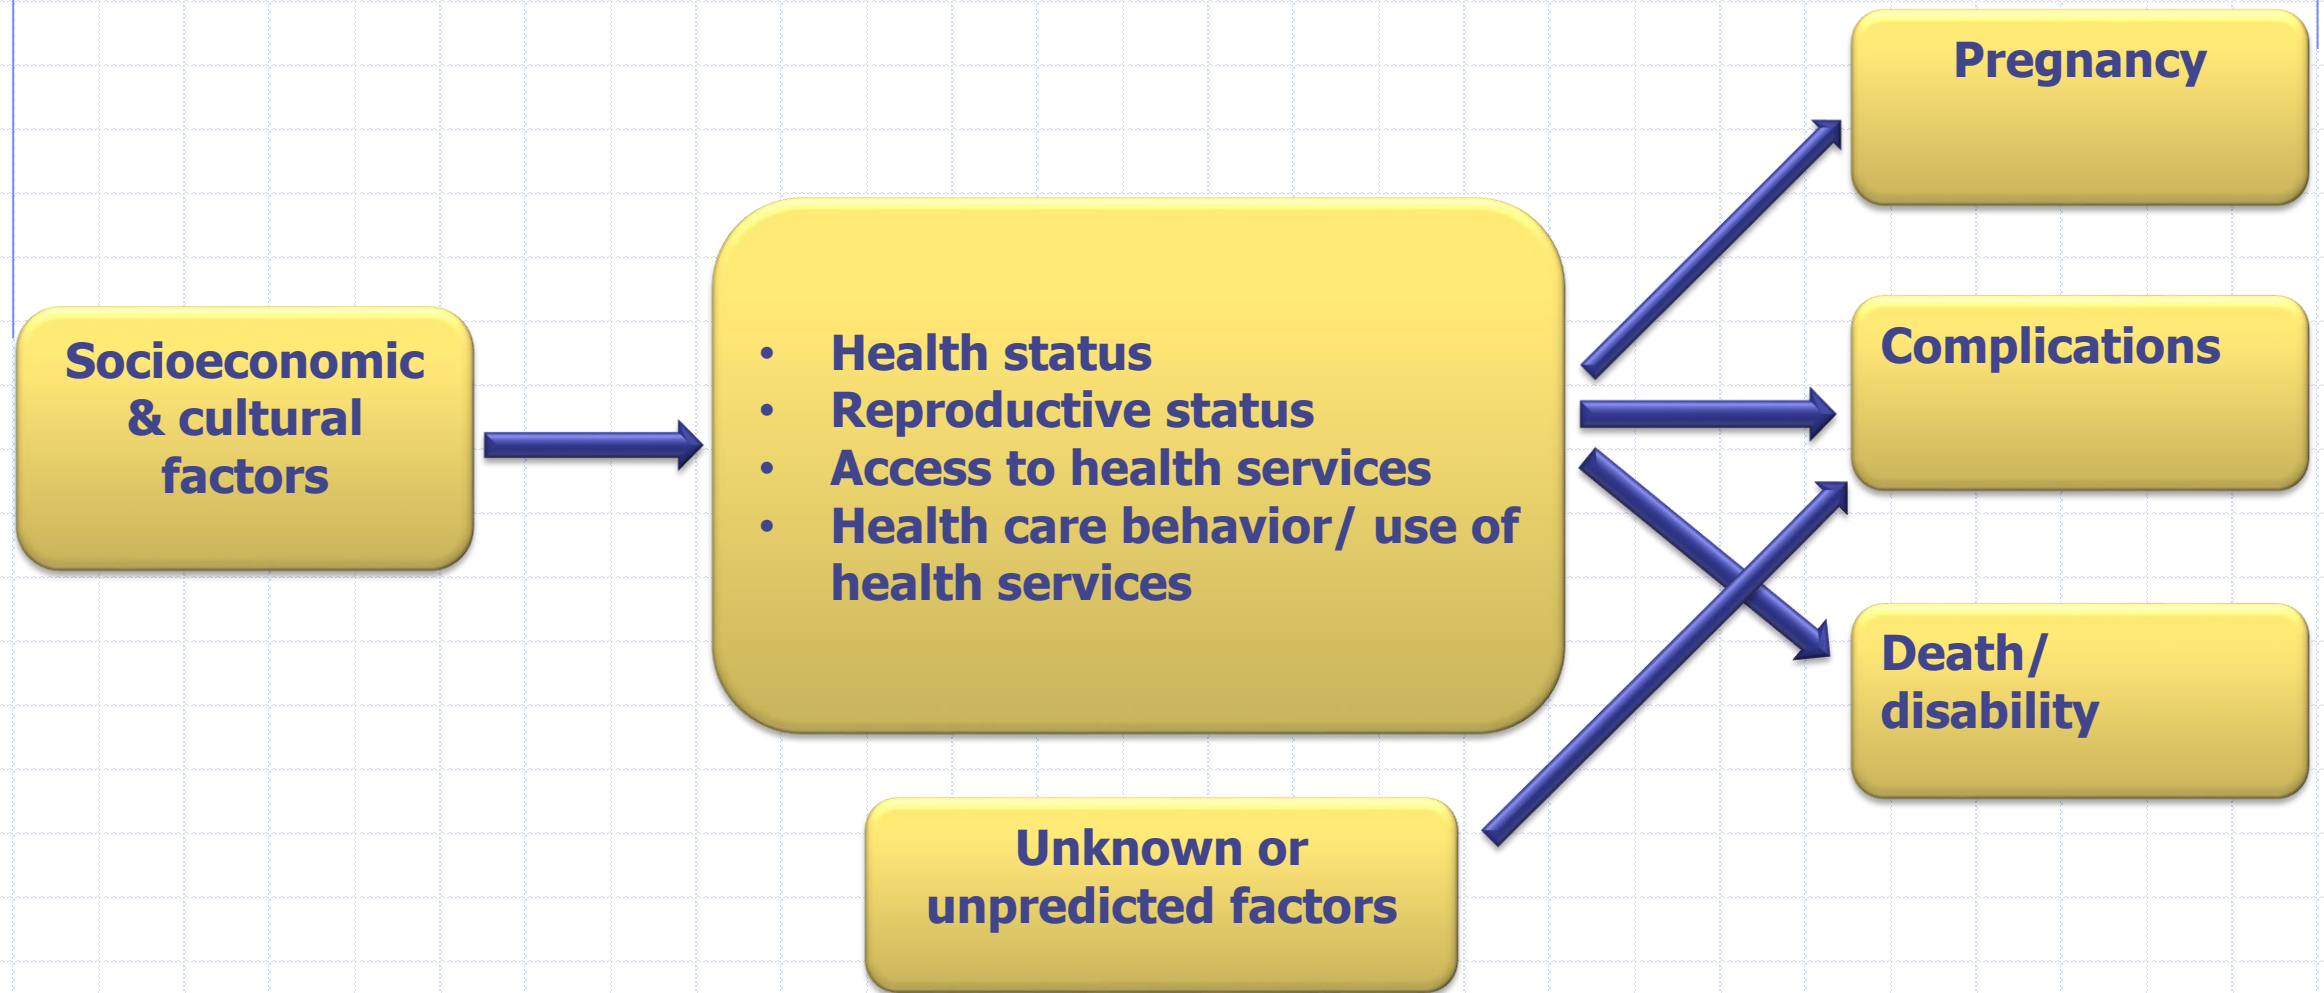 Pregnancy
Socioeconomic
& cultural
factors
• Health status
• Reproductive status
• Access to health services
• Health care behavior/ use of
health services
Complications
Death/
disability
Unknown or
unpredicted factors